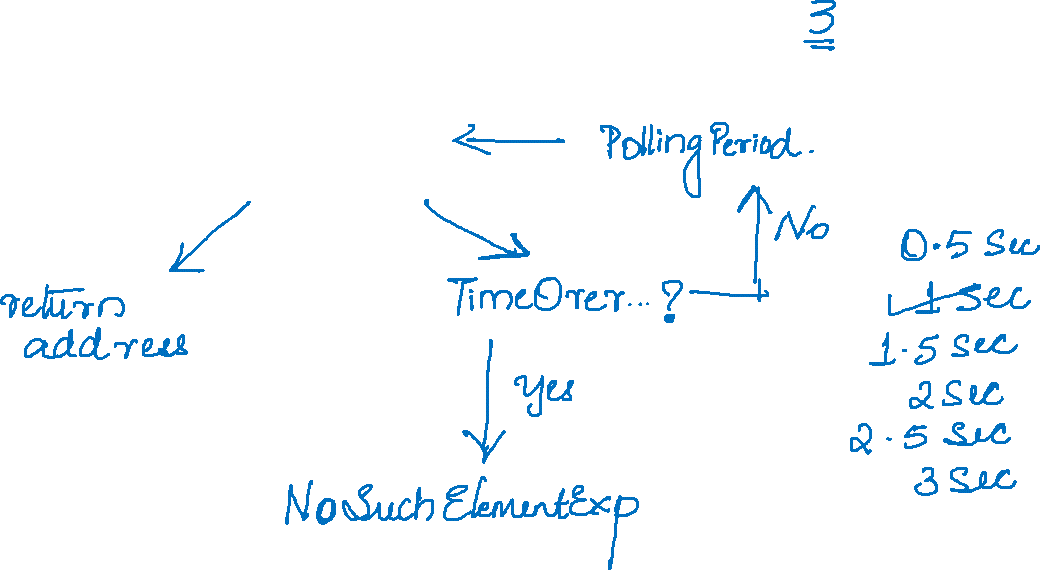 3
Polling Period.
No
0.5 Sec
return
address
TimeOver...?
1 Sec
1.5 Sec
Yes
2 Sec
2.5 Sec
3 Sec
NoSuchElementExp